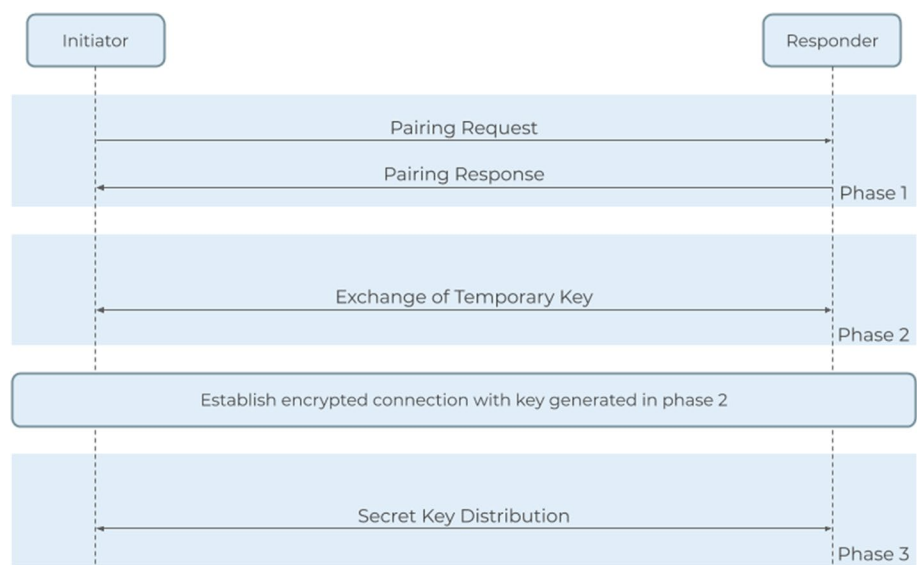 Initiator
Responder
Pairing Request
Pairing Response
Phase 1
Exchange of Temporary Key
Phase 2
Establish encrypted connection with key generated in phase 2
Secret Key Distribution
Phase 3